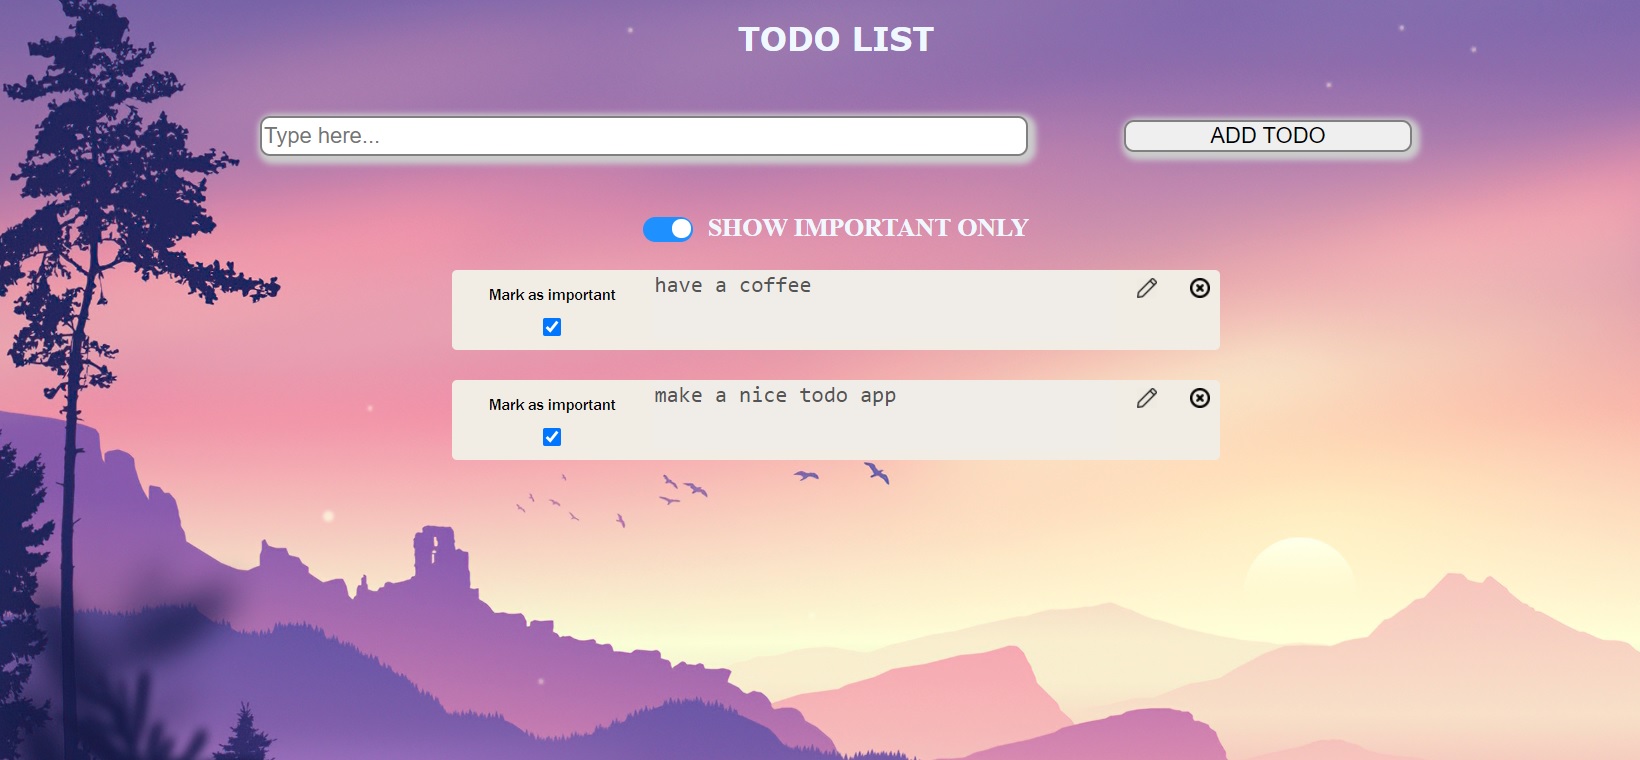 TODO LIST
Type here...
ADD TODO
SHOW IMPORTANT ONLY
Mark as important
have a coffee
Mark as important
make a nice todo app